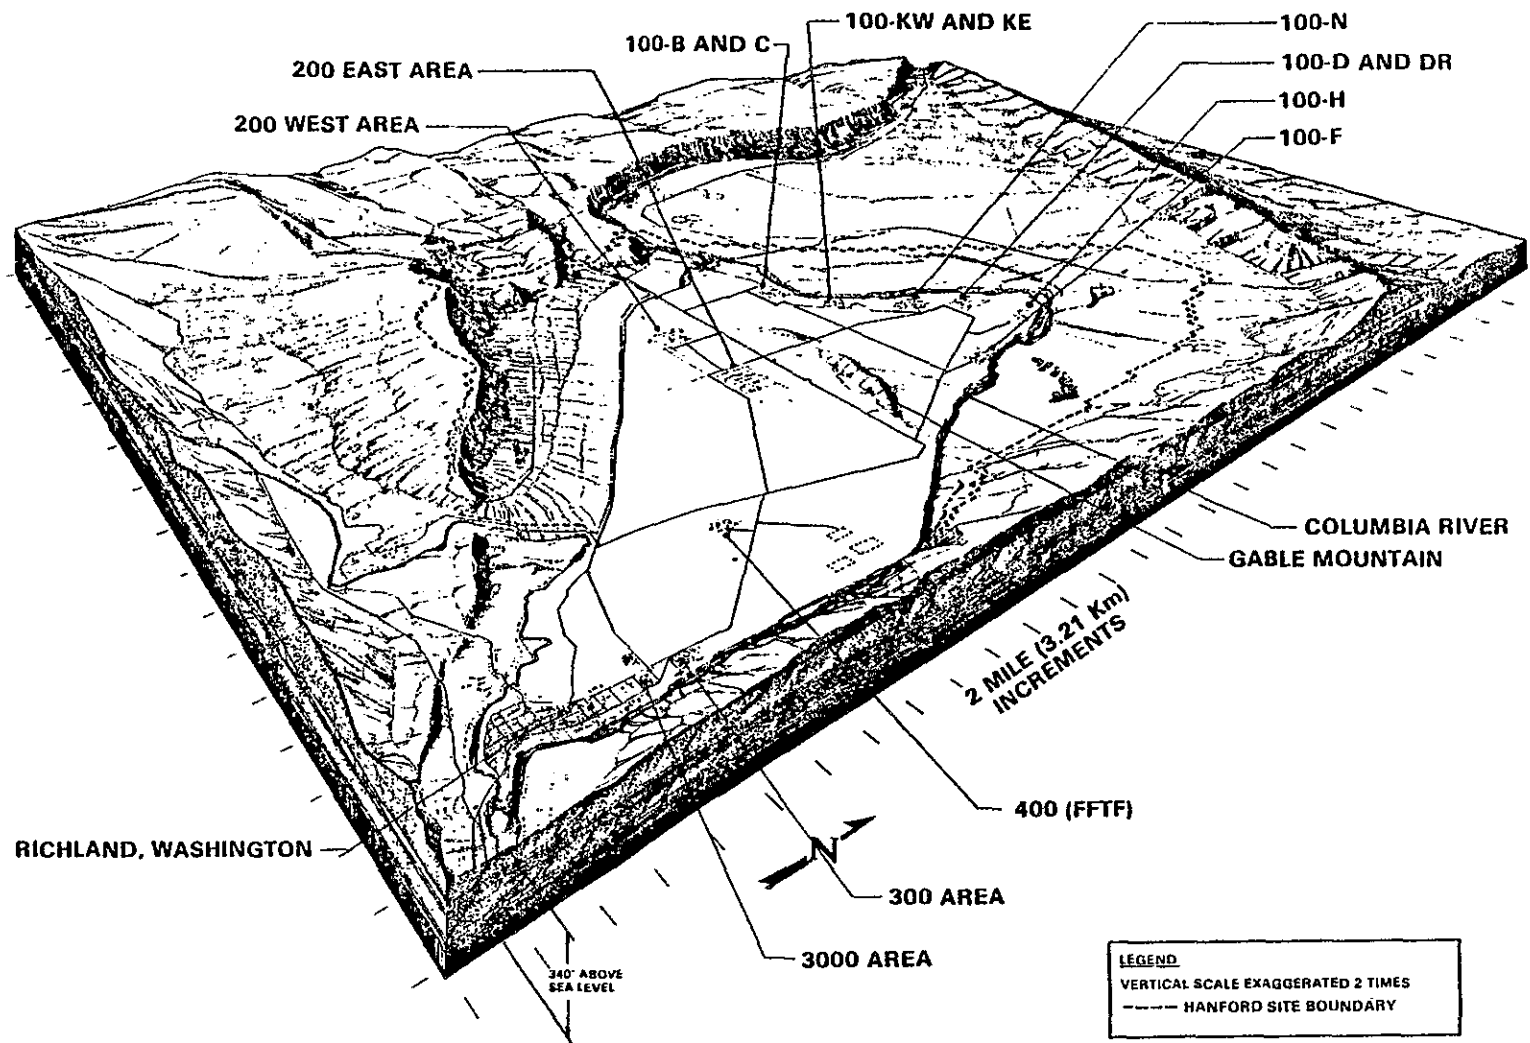 100-KW AND KE
100-N
100-B AND C
100-D AND DR
200 EAST AREA
100-H
200 WEST AREA
100-F
COLUMBIA RIVER
GABLE MOUNTAIN
2 MILE (3.21 Km)
INCREMENTS
400 (FFTF)
RICHLAND, WASHINGTON
N
300 AREA
3000 AREA
340' ABOVE
SEA LEVEL
LEGEND
VERTICAL SCALE EXAGGERATED 2 TIMES
----- HANFORD SITE BOUNDARY